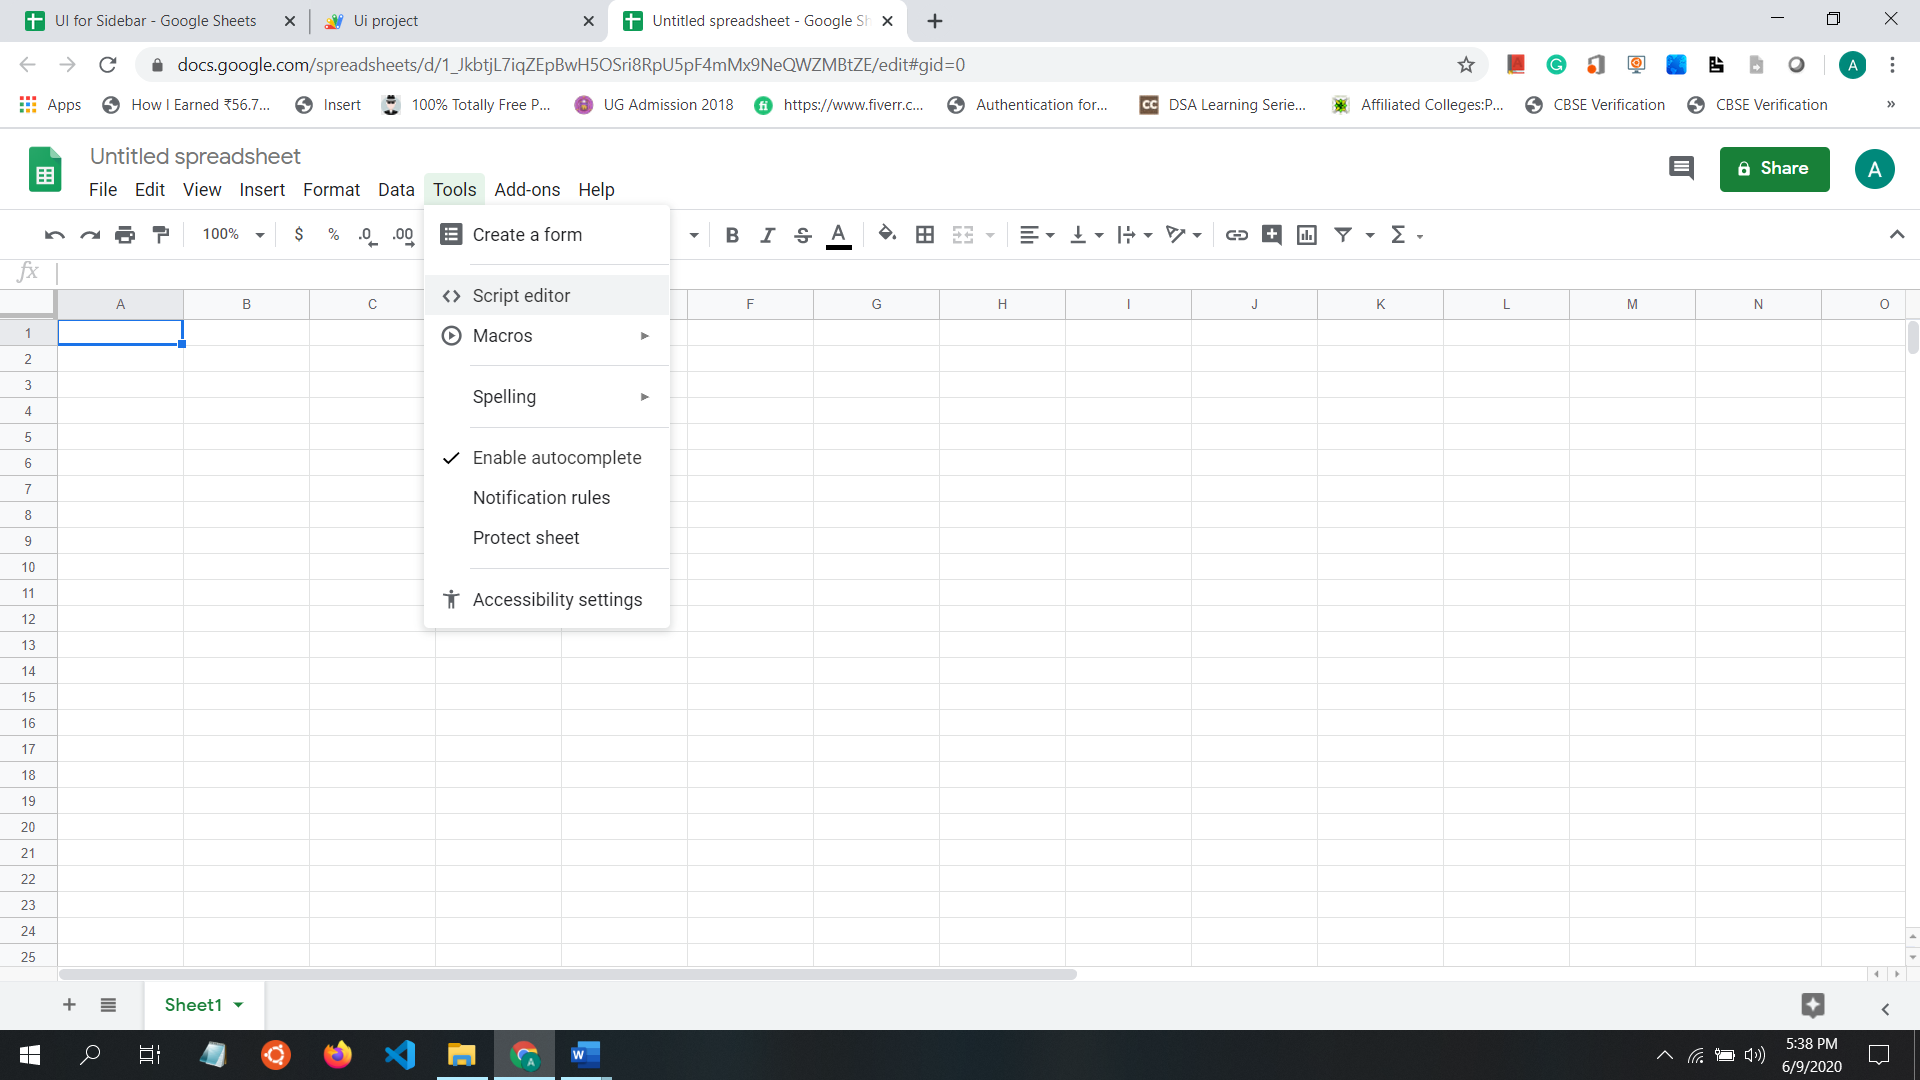 UI for Sidebar - Google Sheets
Ui project
Untitled spreadsheet - Google Sh
docs.google.com/spreadsheets/d/1_JkbtjL7iqZEpBwH5OSri8RpU5pF4mMx9NeQWZMBtZE/edit#gid=0
A
Apps
How I Earned ₹56.7...
Insert
100% Totally Free P...
UG Admission 2018
https://www.fiverr.c...
Authentication for...
DSA Learning Serie...
Affiliated Colleges:P...
CBSE Verification
CBSE Verification
»
Untitled spreadsheet
File Edit View Insert Format Data Tools Add-ons Help
Share
A
100% $ % .0 .00
B I S A Σ
fx
Create a form
Script editor
Macros
Spelling
Enable autocomplete
Notification rules
Protect sheet
Accessibility settings
A B C F G H I J K L M N O
1
2
3
4
5
6
7
8
9
10
11
12
13
14
15
16
17
18
19
20
21
22
23
24
25
Sheet1
5:38 PM
6/9/2020